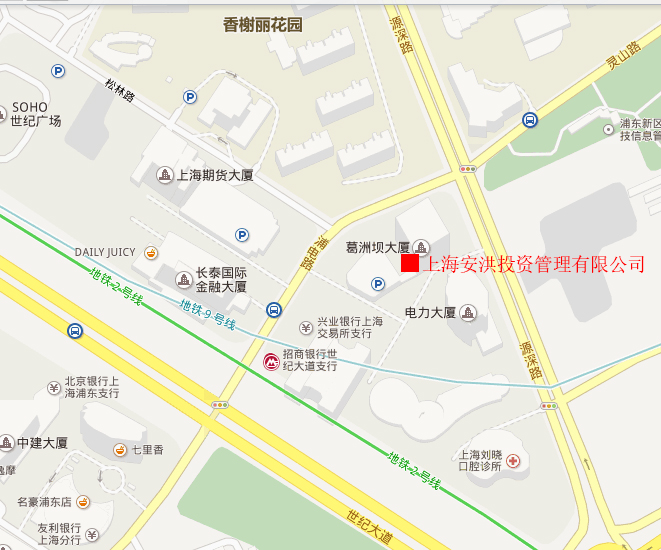 香榭丽花园
源深路
灵山路
松林路
SOHO
世纪广场
浦东新区
技信息管
上海期货大厦
浦电路
葛洲坝大厦
上海安洪投资管理有限公司
DAILY JUICY
长泰国际
金融大厦
地铁2号线
地铁9号线
电力大厦
兴业银行上海
交易所支行
招商银行世
纪大道支行
源深路
北京银行上
海浦东支行
中建大厦
七里香
上海刘晓
口腔诊所
逸摩
地铁2号线
名豪浦东店
友利银行
上海分行
世纪大道